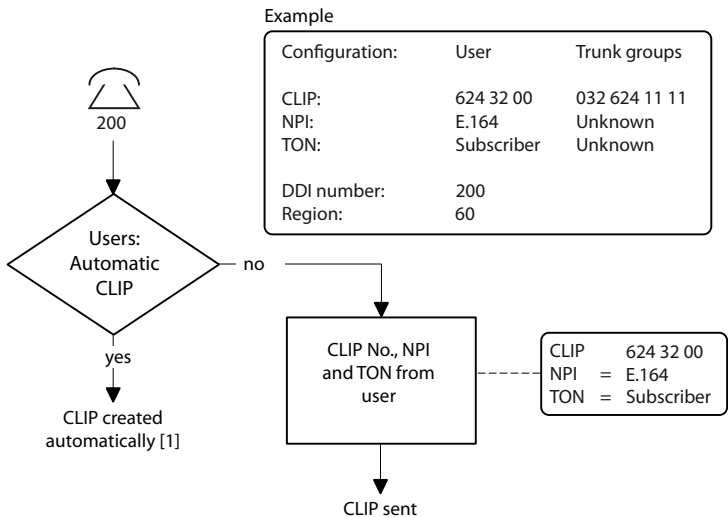 Example
Configuration: User Trunk groups
CLIP: 624 32 00 032 624 11 11
NPI: E.164 Unknown
TON: Subscriber Unknown
DDI number: 200
Region: 60
200
Users:
Automatic
CLIP
no
yes
CLIP created
automatically [1]
CLIP No., NPI
and TON from
user
CLIP 624 32 00
NPI = E.164
TON = Subscriber
CLIP sent